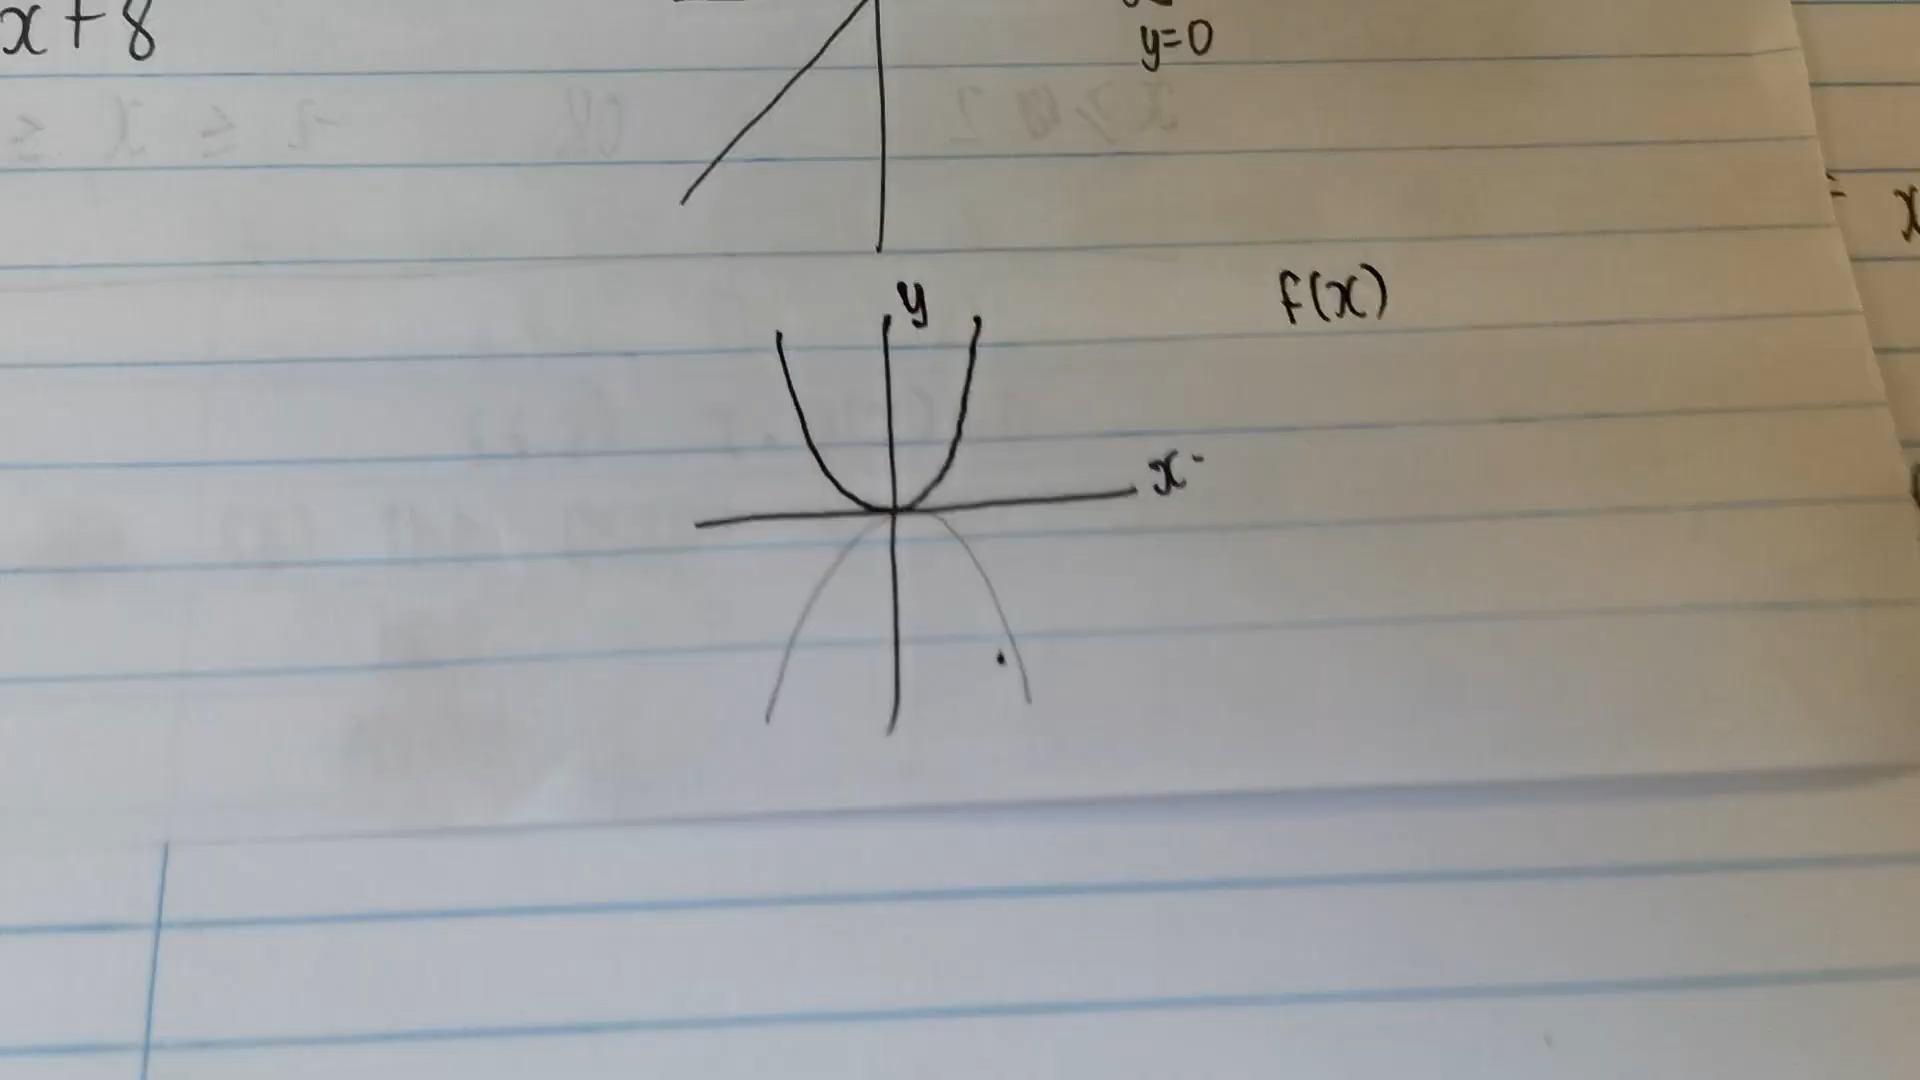 x + 8
y=0
x
y
f(x)
x